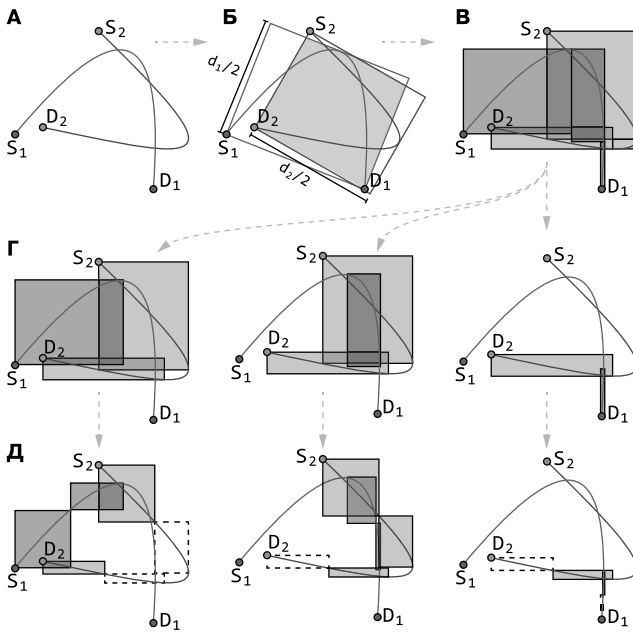 А
Б
В
S₂
D₂
S₁
D₁
d₁/2
S₂
D₂
S₁
d₂/2
D₁
S₂
D₂
S₁
D₁
Г
S₂
D₂
S₁
D₁
S₂
D₂
S₁
D₁
S₂
D₂
S₁
D₁
Д
S₂
D₂
S₁
D₁
S₂
D₂
S₁
D₁
S₂
D₂
S₁
D₁